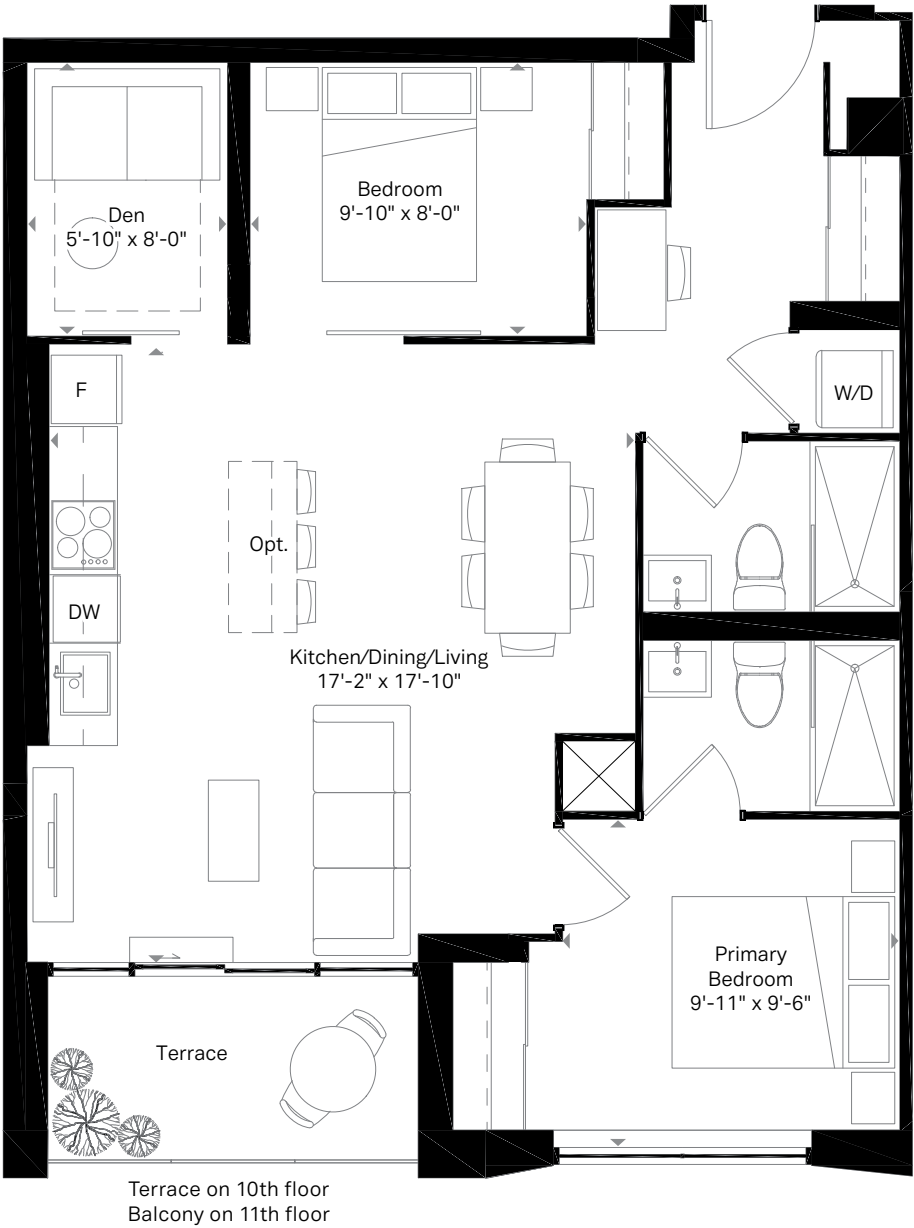 Den
5'-10" x 8'-0"
Bedroom
9'-10" x 8'-0"
F
W/D
Opt.
DW
Kitchen/Dining/Living
17'-2" x 17'-10"
Primary
Bedroom
9'-11" x 9'-6"
Terrace
Terrace on 10th floor
Balcony on 11th floor